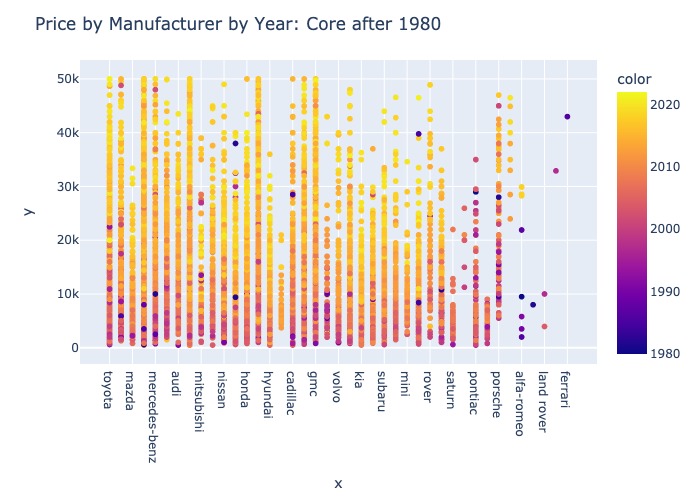 Price by Manufacturer by Year: Core after 1980
color
50k
40k
30k
20k
10k
0
y
2020
2010
2000
1990
1980
toyota
mazda
mercedes-benz
audi
mitsubishi
nissan
honda
hyundai
cadillac
gmc
volvo
kia
subaru
mini
rover
saturn
pontiac
porsche
alfa-romeo
land rover
ferrari
x